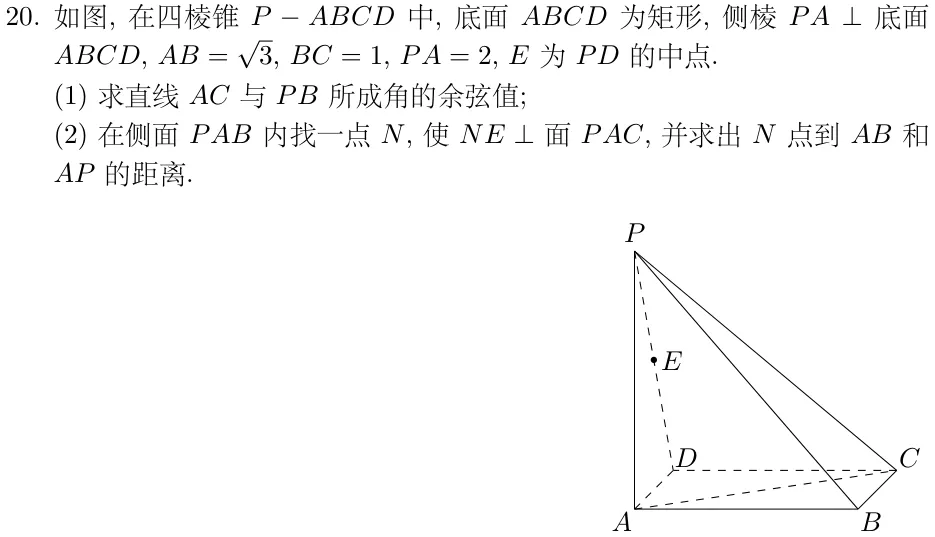 20. 如图, 在四棱锥 P − ABCD 中, 底面 ABCD 为矩形, 侧棱 PA ⊥ 底面
ABCD, AB = √3, BC = 1, PA = 2, E 为 PD 的中点.
(1) 求直线 AC 与 PB 所成角的余弦值;
(2) 在侧面 PAB 内找一点 N, 使 NE ⊥ 面 PAC, 并求出 N 点到 AB 和
AP 的距离.
P
E
D
C
A
B